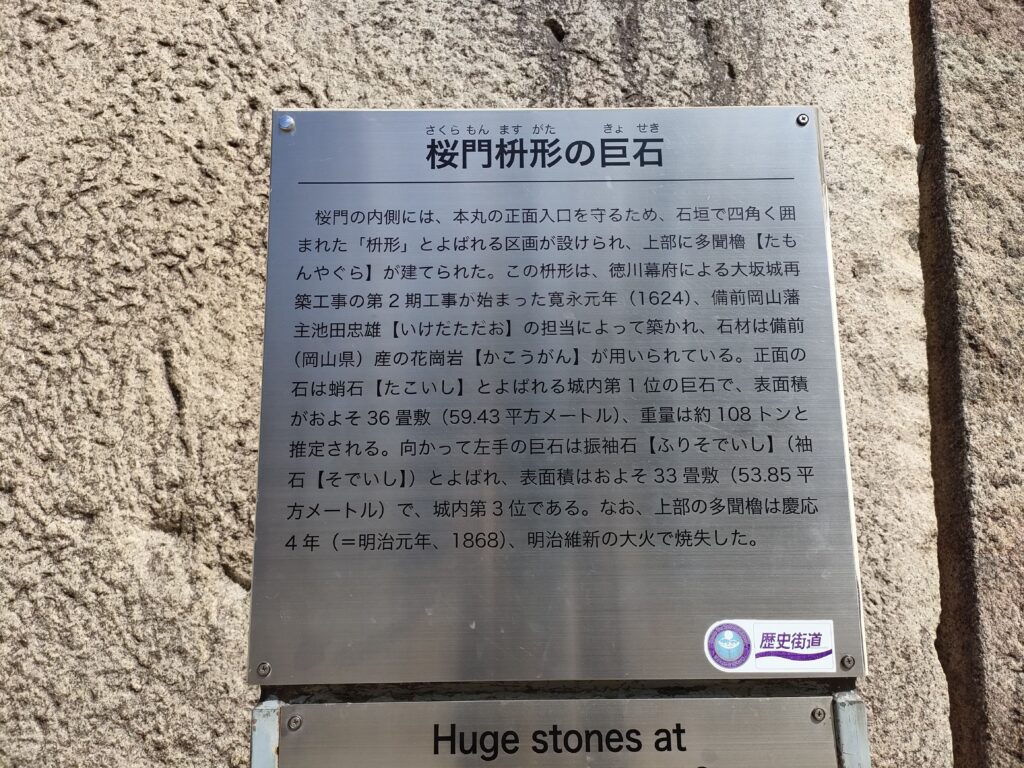 さくら もん ます がた きょ せき
桜門枡形の巨石
桜門の内側には、本丸の正面入口を守るため、石垣で四角く囲
まれた「枡形」とよばれる区画が設けられ、上部に多聞櫓【たも
んやぐら】が建てられた。この枡形は、徳川幕府による大坂城再
築工事の第2期工事が始まった寛永元年(1624)、備前岡山藩
主池田忠雄【いけだただお】の担当によって築かれ、石材は備前
(岡山県)産の花崗岩【かこうがん】が用いられている。正面の
石は蛸石【たこいし】とよばれる城内第1位の巨石で、表面積
がおよそ36畳敷(59.43平方メートル)、重量は約108トンと
推定される。向かって左手の巨石は振袖石【ふりそでいし】(袖
石【そでいし】)とよばれ、表面積はおよそ33畳敷(53.85平
方メートル)で、城内第3位である。なお、上部の多聞櫓は慶応
4年(=明治元年、1868)、明治維新の大火で焼失した。
歴史街道
Huge stones at